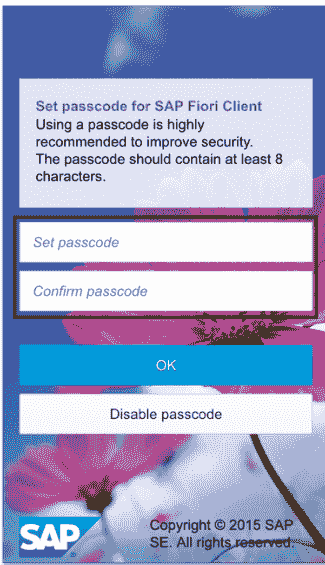 Set passcode for SAP Fiori Client
Using a passcode is highly
recommended to improve security.
The passcode should contain at least 8
characters.
Set passcode
Confirm passcode
OK
Disable passcode
SAP
Copyright © 2015 SAP
SE. All rights reserved.